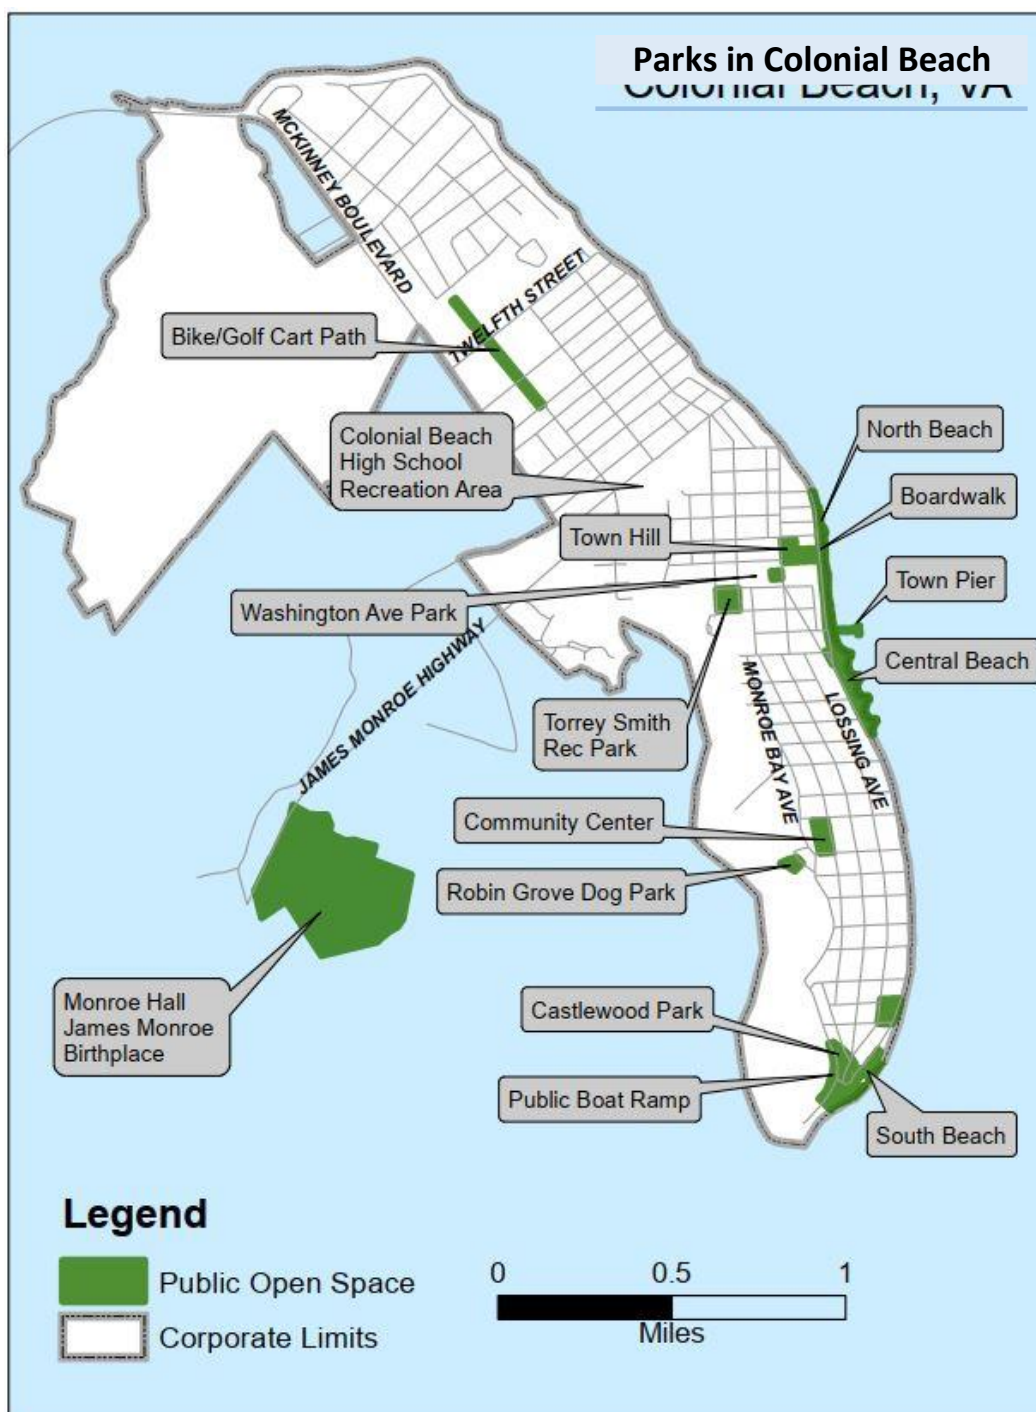 Parks in Colonial Beach
Colonial Beach, VA
MCKINNEY BOULEVARD
TWELFTH STREET
Bike/Golf Cart Path
Colonial Beach
High School
Recreation Area
North Beach
Boardwalk
Town Hill
Town Pier
Washington Ave Park
Central Beach
JAMES MONROE HIGHWAY
MONROE BAY AVE
LOSSING AVE
Torrey Smith
Rec Park
Community Center
Robin Grove Dog Park
Monroe Hall
James Monroe
Birthplace
Castlewood Park
Public Boat Ramp
South Beach
Legend
Public Open Space
Corporate Limits
0 0.5 1
Miles